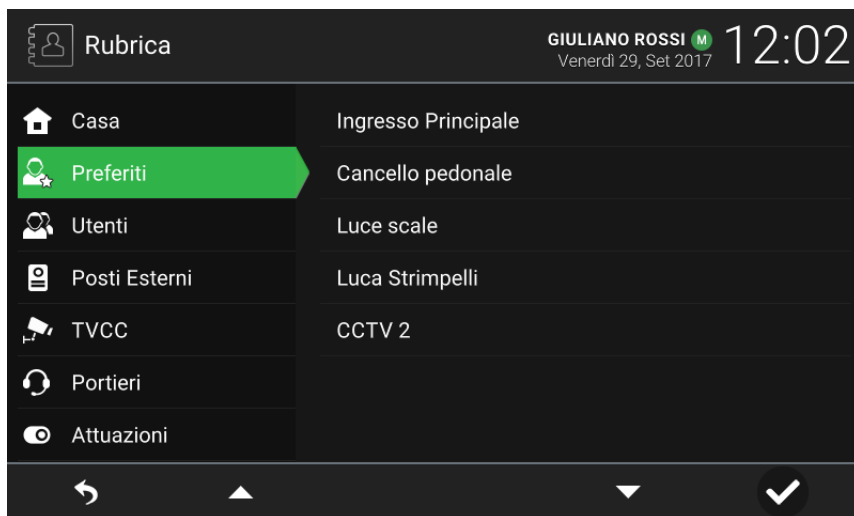 Rubrica
GIULIANO ROSSI M
Venerdì 29, Set 2017
12:02
Casa
Preferiti
Utenti
Posti Esterni
TVCC
Portieri
Attuazioni
Ingresso Principale
Cancello pedonale
Luce scale
Luca Strimpelli
CCTV 2